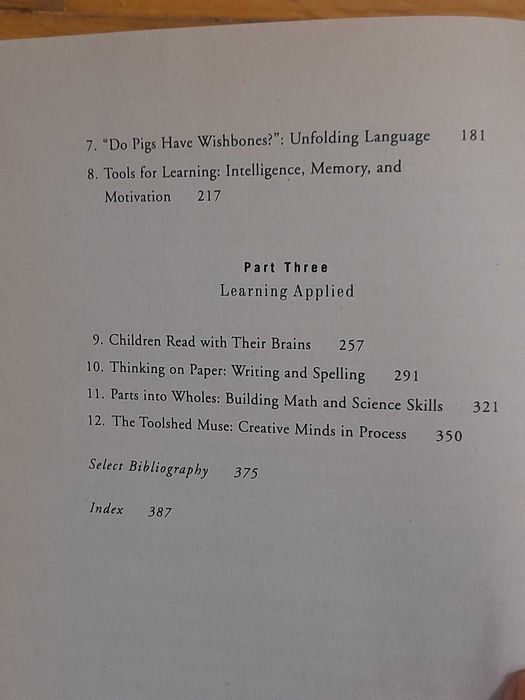 7. “Do Pigs Have Wishbones?”: Unfolding Language 181
8. Tools for Learning: Intelligence, Memory, and
Motivation 217
Part Three
Learning Applied
9. Children Read with Their Brains 257
10. Thinking on Paper: Writing and Spelling 291
11. Parts into Wholes: Building Math and Science Skills 321
12. The Toolshed Muse: Creative Minds in Process 350
Select Bibliography 375
Index 387